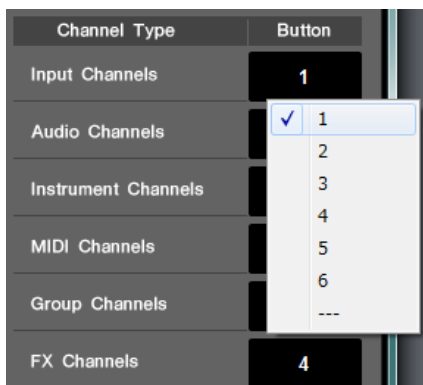 Channel Type Button
Input Channels 1
✓ 1
Audio Channels
2
Instrument Channels 3
4
MIDI Channels 5
6
Group Channels ---
FX Channels 4